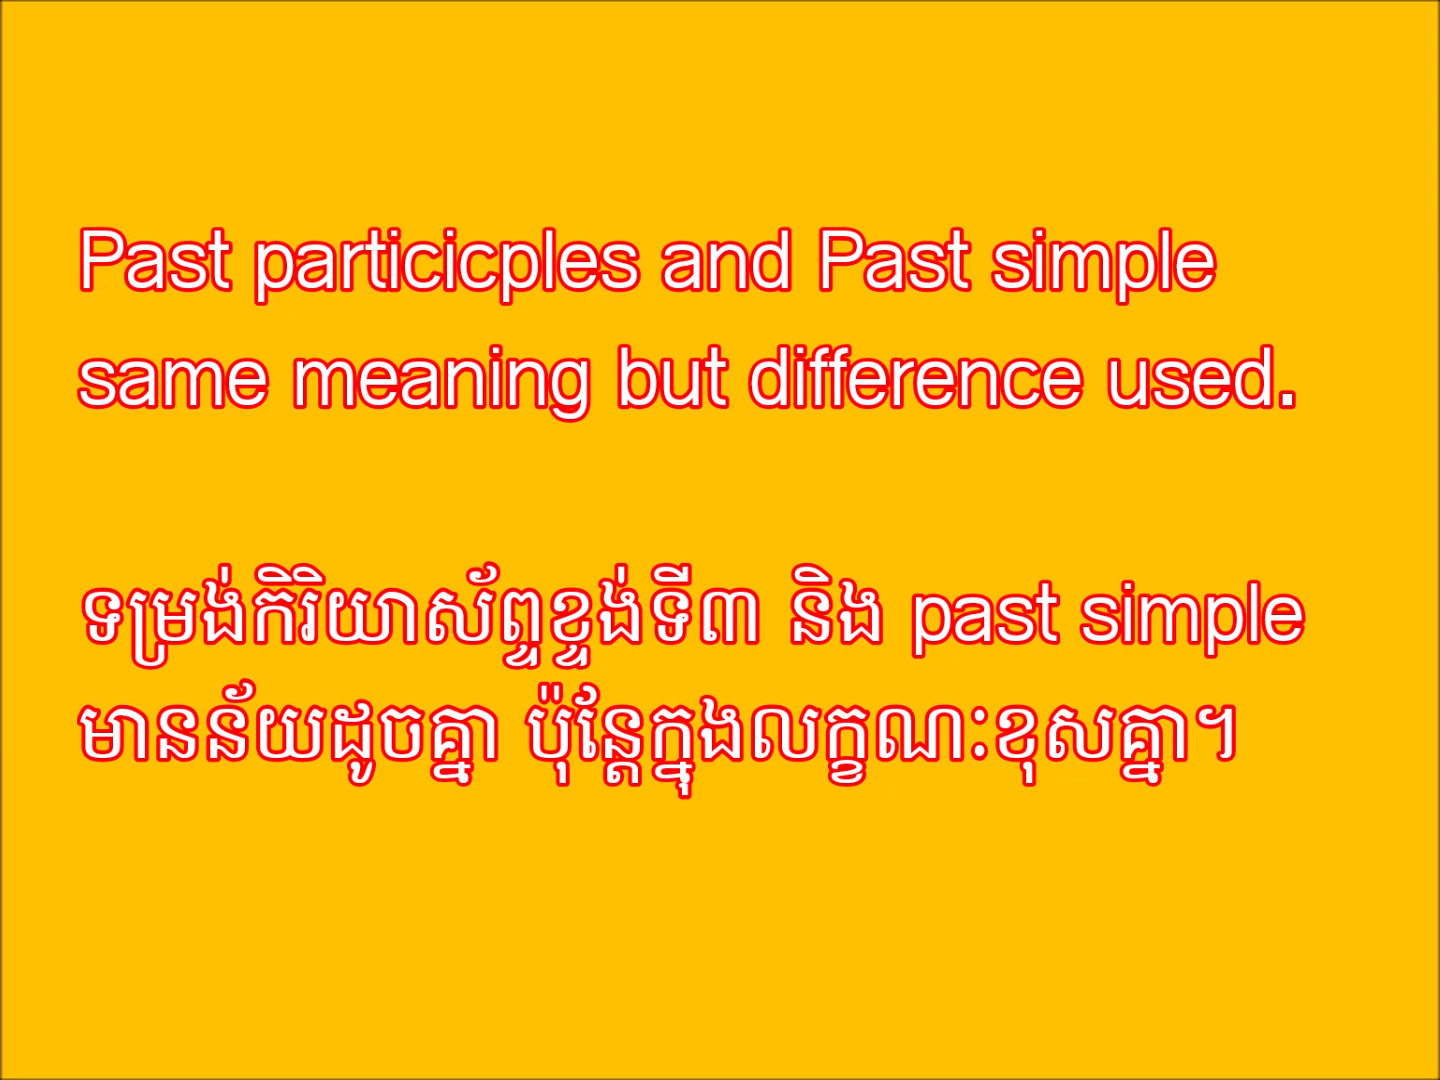 Past particicples and Past simple
same meaning but difference used.
ទម្រង់កិរិយាស័ព្ទខ្ទង់ទី៣ និង past simple
មានន័យដូចគ្នា ប៉ុន្តែក្នុងលក្ខណៈខុសគ្នា។